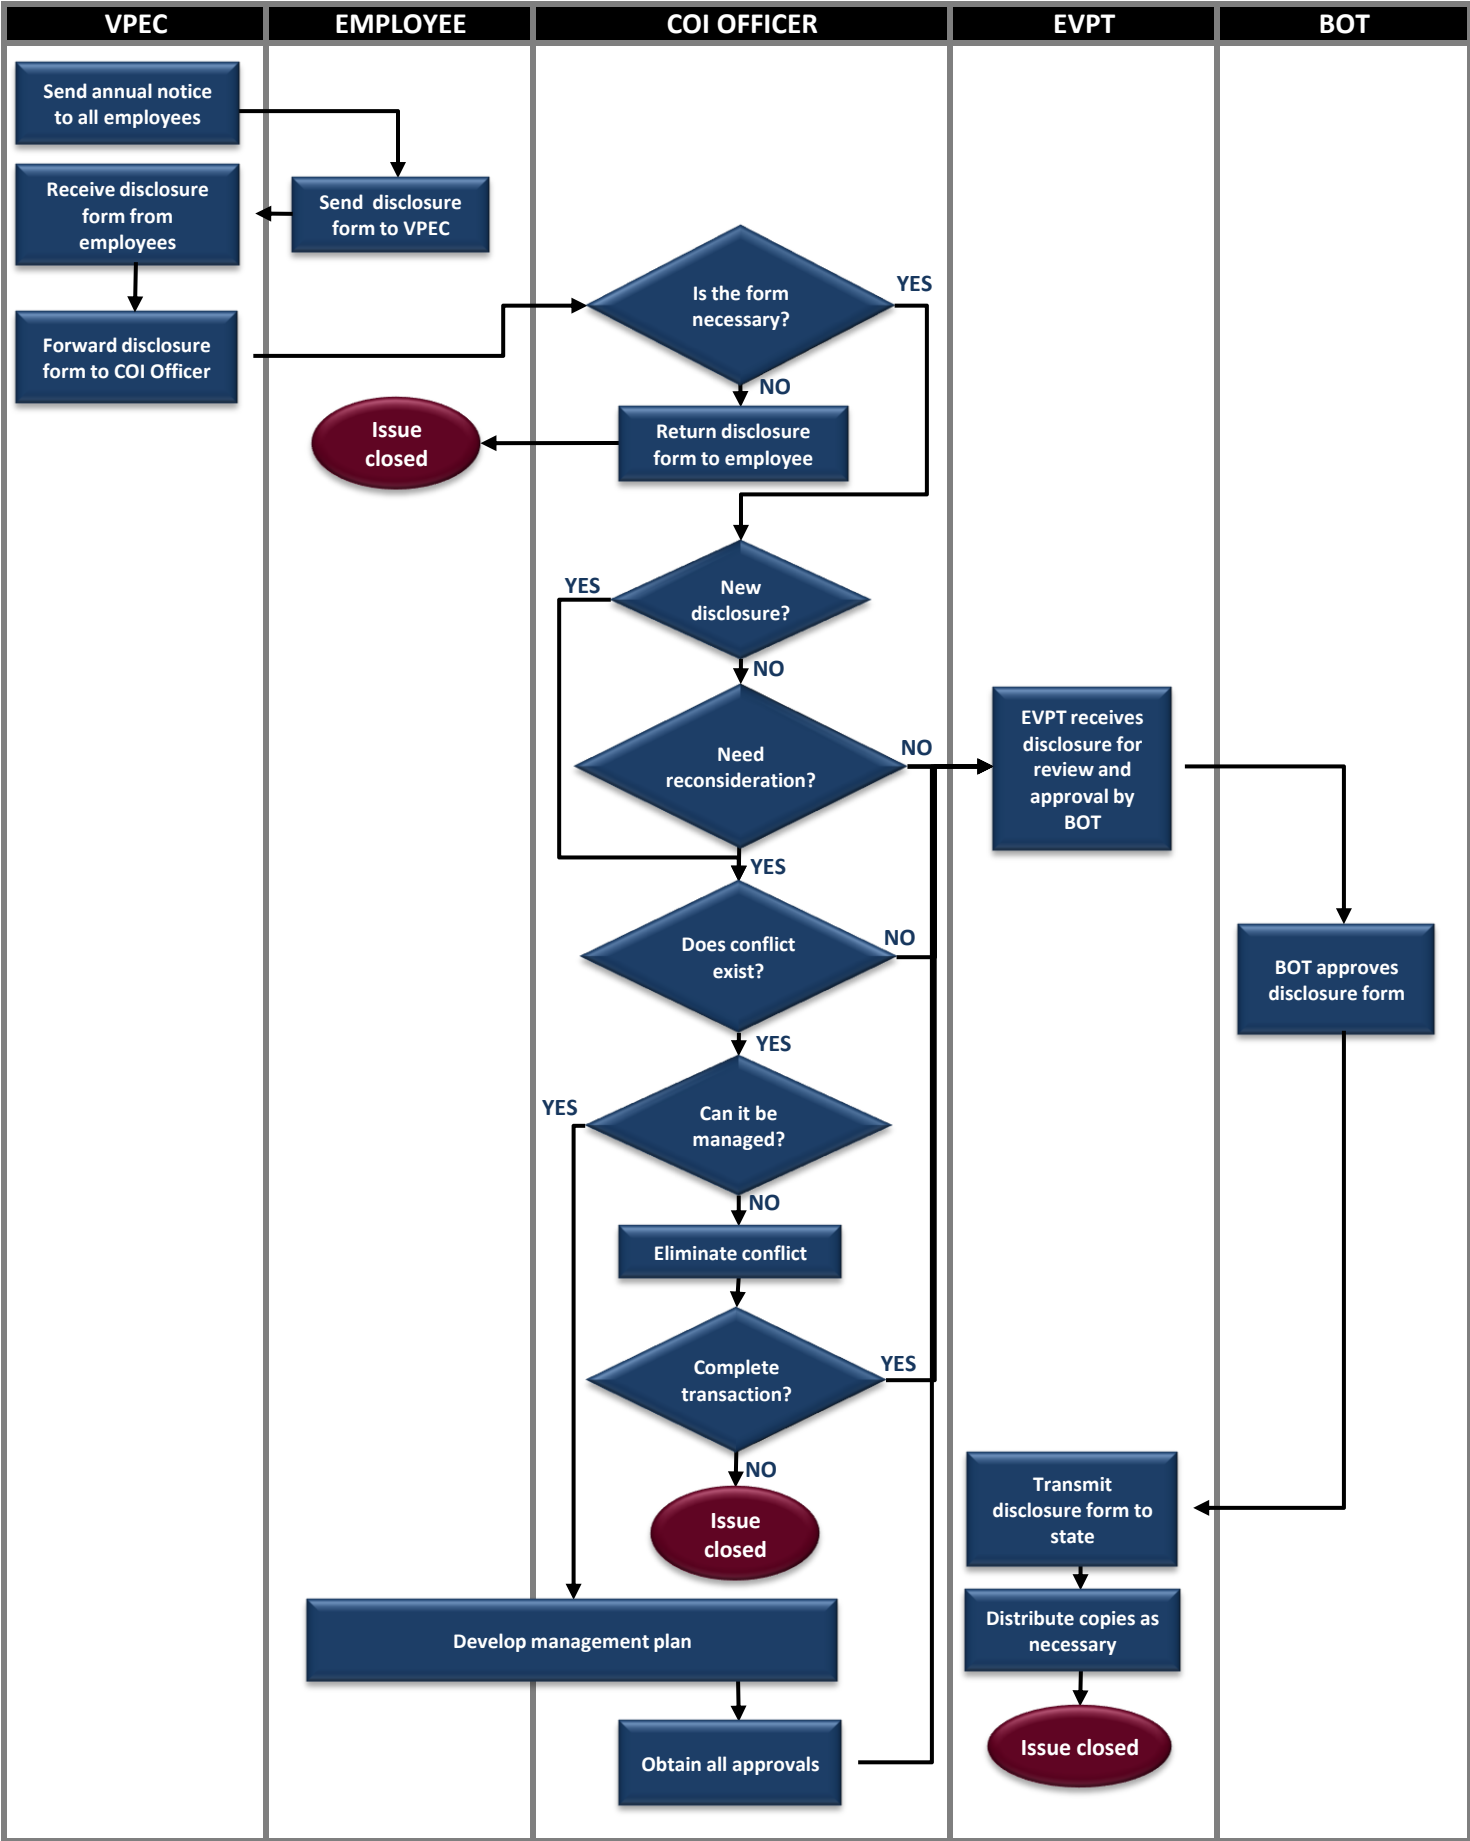 VPEC
EMPLOYEE
COI OFFICER
EVPT
BOT
Send annual notice
to all employees
Receive disclosure
form from
employees
Send disclosure
form to VPEC
Forward disclosure
form to COI Officer
Is the form
necessary?
YES
NO
Return disclosure
form to employee
Issue
closed
New
disclosure?
YES
NO
Need
reconsideration?
NO
YES
EVPT receives
disclosure for
review and
approval by
BOT
Does conflict
exist?
NO
YES
BOT approves
disclosure form
Can it be
managed?
YES
NO
Eliminate conflict
Complete
transaction?
YES
NO
Issue
closed
Transmit
disclosure form to
state
Develop management plan
Distribute copies as
necessary
Obtain all approvals
Issue closed